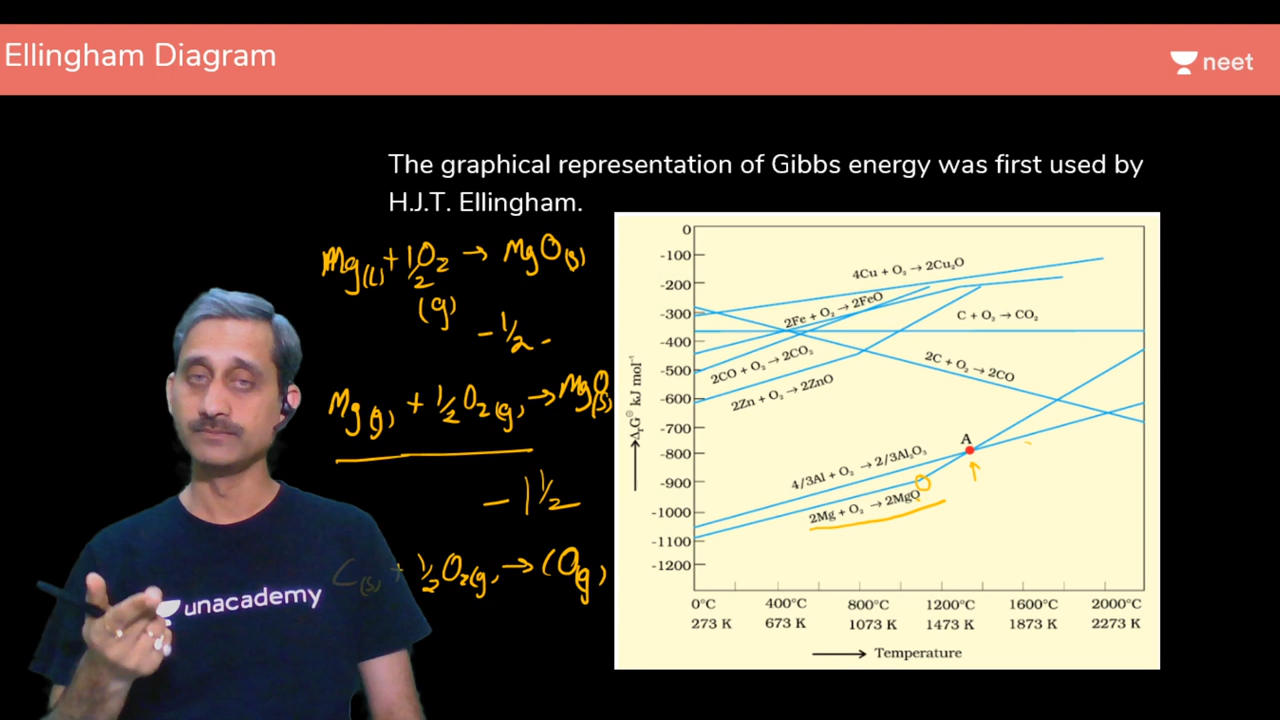 Ellingham Diagram
neet
The graphical representation of Gibbs energy was first used by
H.J.T. Ellingham.
Mg(l) + 1/2 O₂ → MgO(s)
(g)
- 1/2 -
Mg(g) + 1/2 O₂(g) → MgO(s)
- 1 1/2
C(s) + 1/2 O₂(g) → CO(g)
unacademy
0
-100
-200
-300
-400
-500
-600
-700
-800
-900
-1000
-1100
-1200
ΔᵣG⊖ kJ mol⁻¹
4Cu + O₂ → 2Cu₂O
2Fe + O₂ → 2FeO
C + O₂ → CO₂
2CO + O₂ → 2CO₂
2C + O₂ → 2CO
2Zn + O₂ → 2ZnO
A
4/3Al + O₂ → 2/3Al₂O₃
2Mg + O₂ → 2MgO
0°C 400°C 800°C 1200°C 1600°C 2000°C
273 K 673 K 1073 K 1473 K 1873 K 2273 K
Temperature